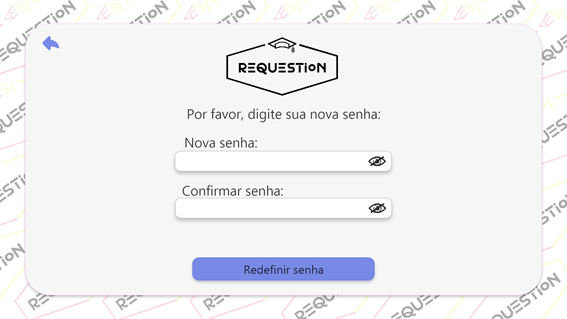 REQUESTiON
Por favor, digite sua nova senha:
Nova senha:
Confirmar senha:
Redefinir senha